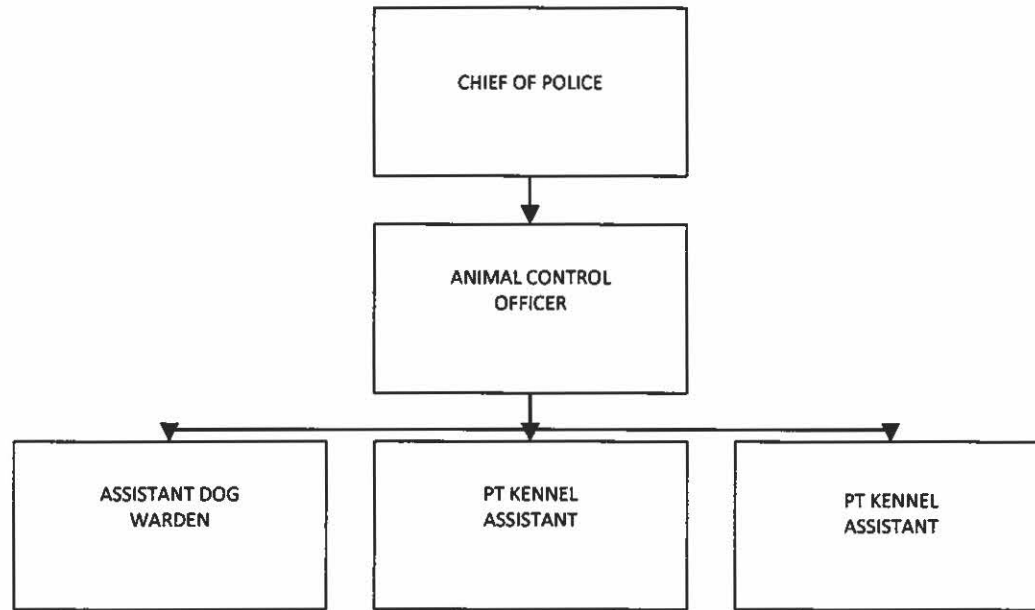 CHIEF OF POLICE
ANIMAL CONTROL
OFFICER
ASSISTANT DOG
WARDEN
PT KENNEL
ASSISTANT
PT KENNEL
ASSISTANT